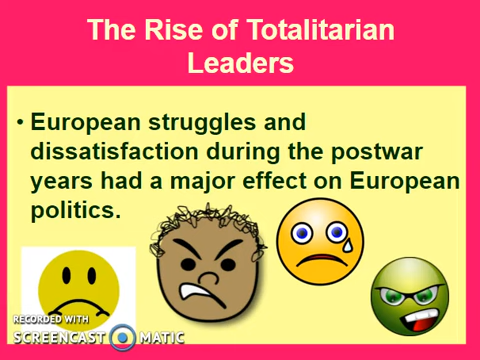 The Rise of Totalitarian
Leaders
• European struggles and
dissatisfaction during the postwar
years had a major effect on European
politics.
RECORDED WITH
SCREENCAST MATIC